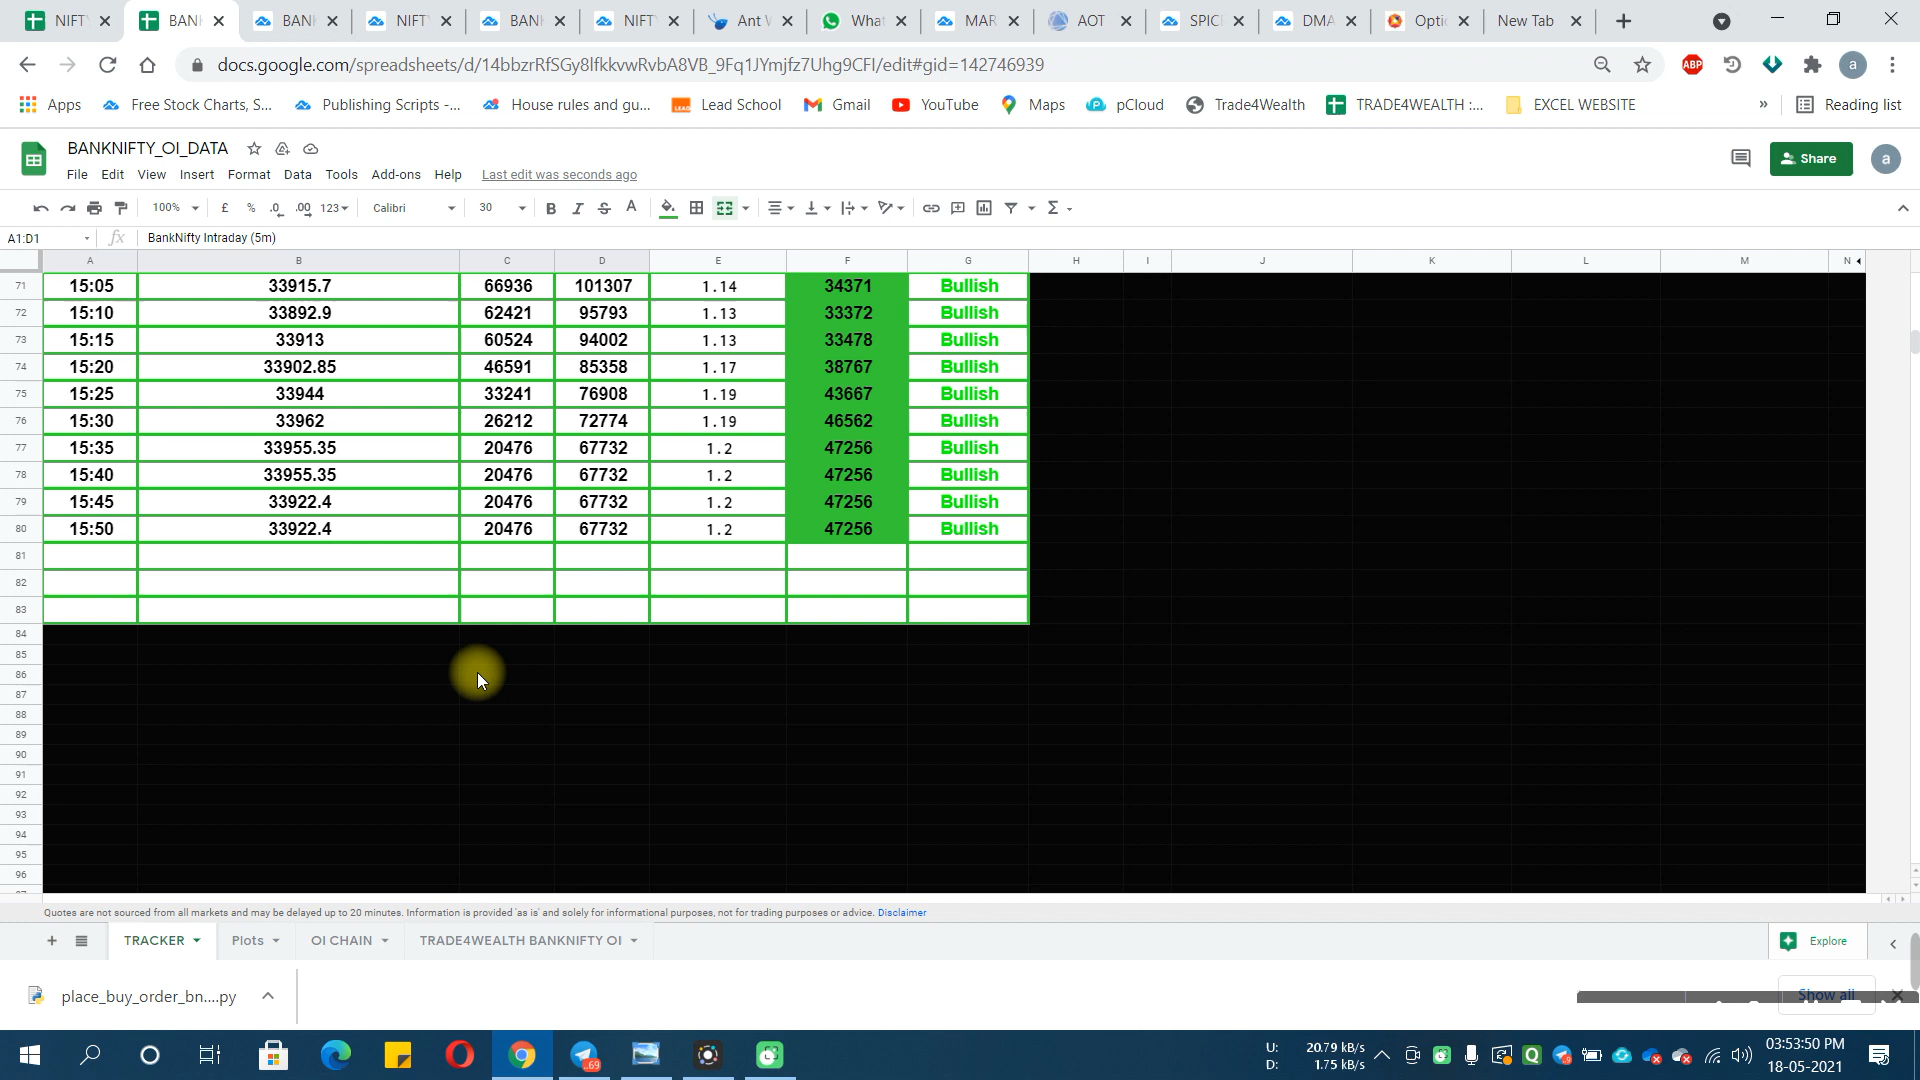 NIFT BAN BAN NIFT BAN NIFT Ant V What MAR AOT SPIC DMA Opti New Tab
docs.google.com/spreadsheets/d/14bbzrRfSGy8IfkkvwRvbA8VB_9Fq1JYmjfz7Uhg9CFI/edit#gid=142746939 ABP a
Apps Free Stock Charts, S... Publishing Scripts -... House rules and gu... Lead School Gmail YouTube Maps pCloud Trade4Wealth TRADE4WEALTH :... EXCEL WEBSITE » Reading list
BANKNIFTY_OI_DATA
Share a
File Edit View Insert Format Data Tools Add-ons Help Last edit was seconds ago
100% £ % .0 .00 123 Calibri 30 B I S A
A1:D1 fx BankNifty Intraday (5m)
A B C D E F G H I J K L M N
71 15:05 33915.7 66936 101307 1.14 34371 Bullish
72 15:10 33892.9 62421 95793 1.13 33372 Bullish
73 15:15 33913 60524 94002 1.13 33478 Bullish
74 15:20 33902.85 46591 85358 1.17 38767 Bullish
75 15:25 33944 33241 76908 1.19 43667 Bullish
76 15:30 33962 26212 72774 1.19 46562 Bullish
77 15:35 33955.35 20476 67732 1.2 47256 Bullish
78 15:40 33955.35 20476 67732 1.2 47256 Bullish
79 15:45 33922.4 20476 67732 1.2 47256 Bullish
80 15:50 33922.4 20476 67732 1.2 47256 Bullish
81
82
83
84
85
86
87
88
89
90
91
92
93
94
95
96
Quotes are not sourced from all markets and may be delayed up to 20 minutes. Information is provided 'as is' and solely for informational purposes, not for trading purposes or advice. Disclaimer
TRACKER Plots OI CHAIN TRADE4WEALTH BANKNIFTY OI Explore
place_buy_order_bn....py Show all
U: 20.79 kB/s
D: 1.75 kB/s
03:53:50 PM
18-05-2021